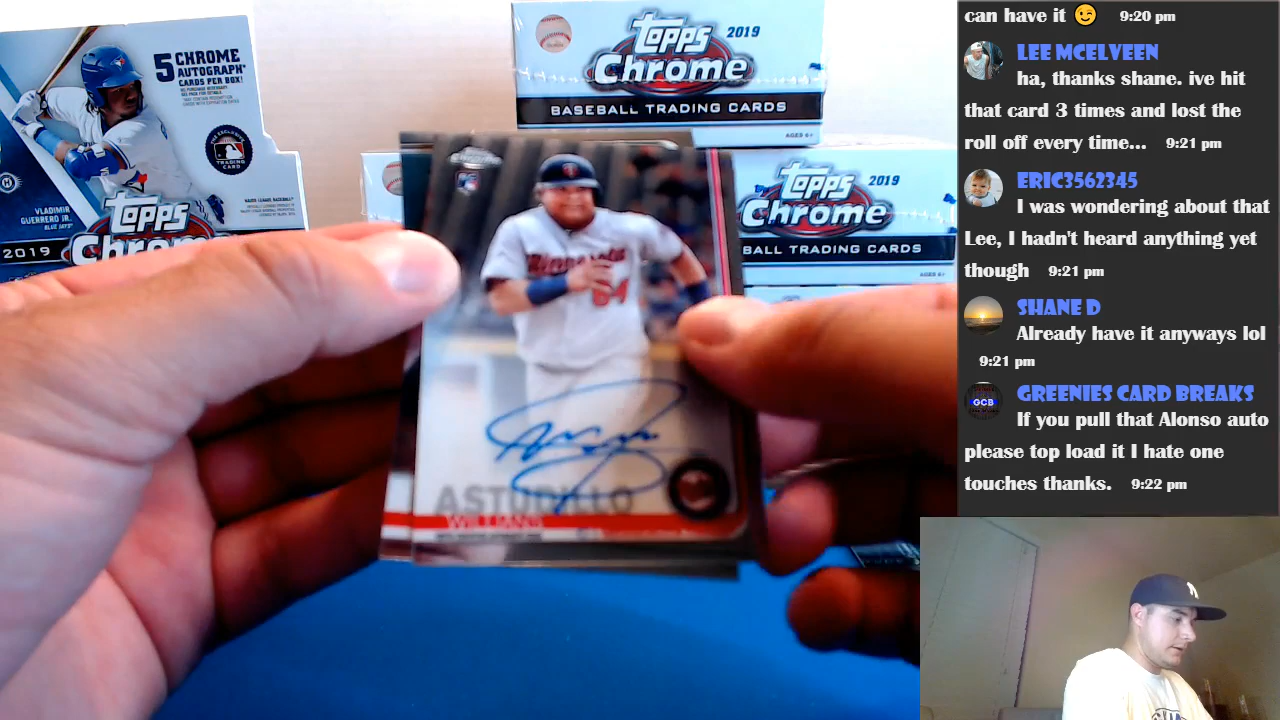 5 CHROME
AUTOGRAPH
CARDS PER BOX!
VLADIMIR
GUERRERO JR.
BLUE JAYS
Topps
2019 Chrome
Topps 2019
Chrome
BASEBALL TRADING CARDS
AGES 6+
Topps 2019
Chrome
BALL TRADING CARDS
Minnesota
64
ASTUDILLO
WILLIANS
can have it 😉 9:20 pm
LEE MCELVEEN
ha, thanks shane. ive hit
that card 3 times and lost the
roll off every time... 9:21 pm
ERIC3562345
I was wondering about that
Lee, I hadn't heard anything yet
though 9:21 pm
SHANE D
Already have it anyways lol
9:21 pm
GCB
GREENIES CARD BREAKS
If you pull that Alonso auto
please top load it I hate one
touches thanks. 9:22 pm